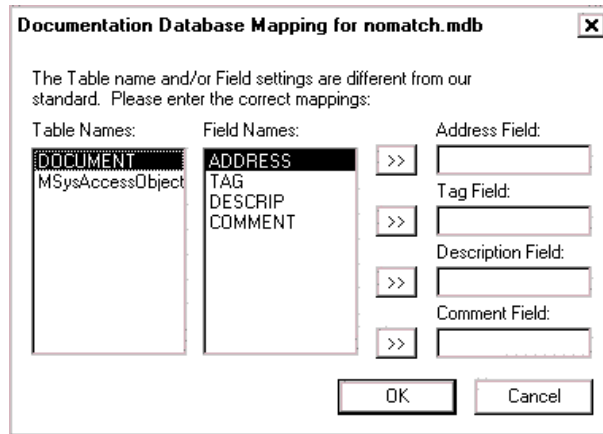 Documentation Database Mapping for nomatch.mdb
The Table name and/or Field settings are different from our
standard. Please enter the correct mappings:
Table Names:
DOCUMENT
MSysAccessObject
Field Names:
ADDRESS
TAG
DESCRIP
COMMENT
Address Field:
>>
Tag Field:
>>
Description Field:
>>
Comment Field:
>>
OK
Cancel